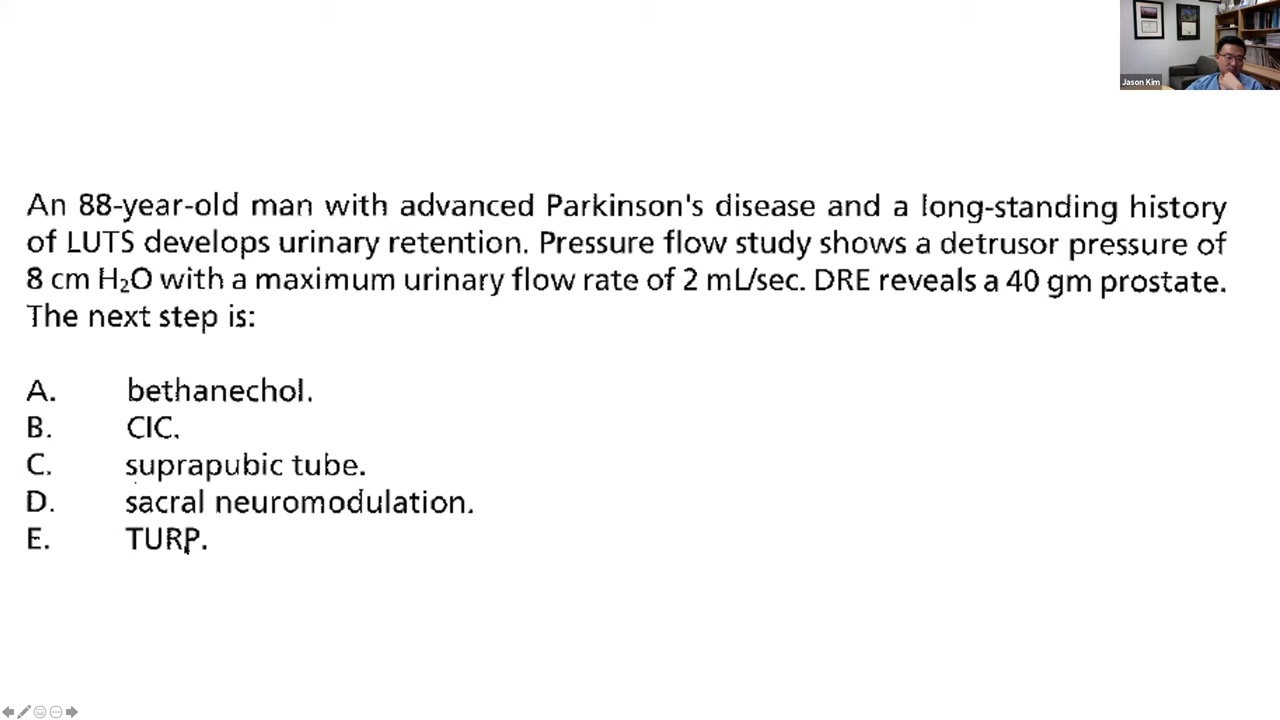 Jason Kim
An 88-year-old man with advanced Parkinson's disease and a long-standing history
of LUTS develops urinary retention. Pressure flow study shows a detrusor pressure of
8 cm H₂O with a maximum urinary flow rate of 2 mL/sec. DRE reveals a 40 gm prostate.
The next step is:
A. bethanechol.
B. CIC.
C. suprapubic tube.
D. sacral neuromodulation.
E. TURP.